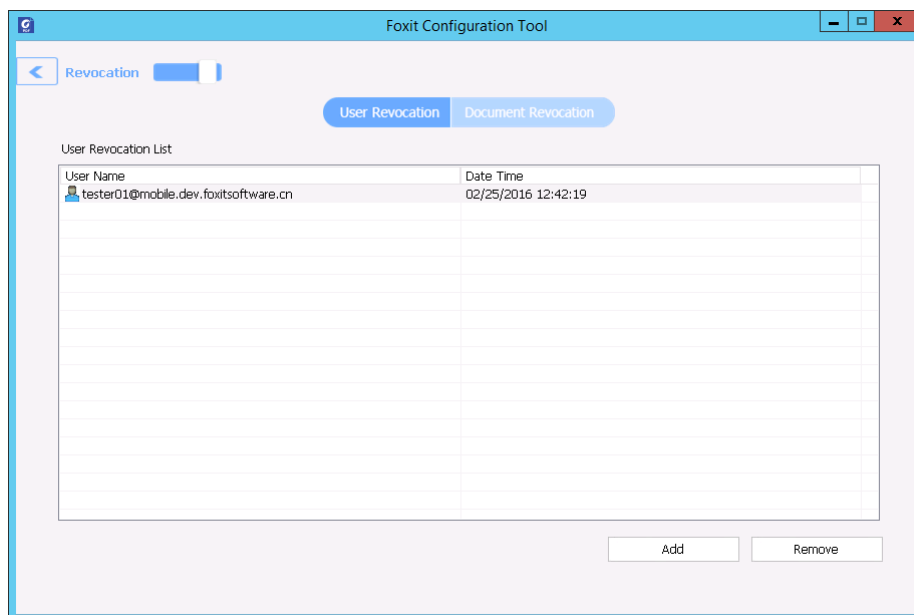 Foxit Configuration Tool
Revocation
User Revocation Document Revocation
User Revocation List
User Name Date Time
tester01@mobile.dev.foxitsoftware.cn 02/25/2016 12:42:19
Add Remove